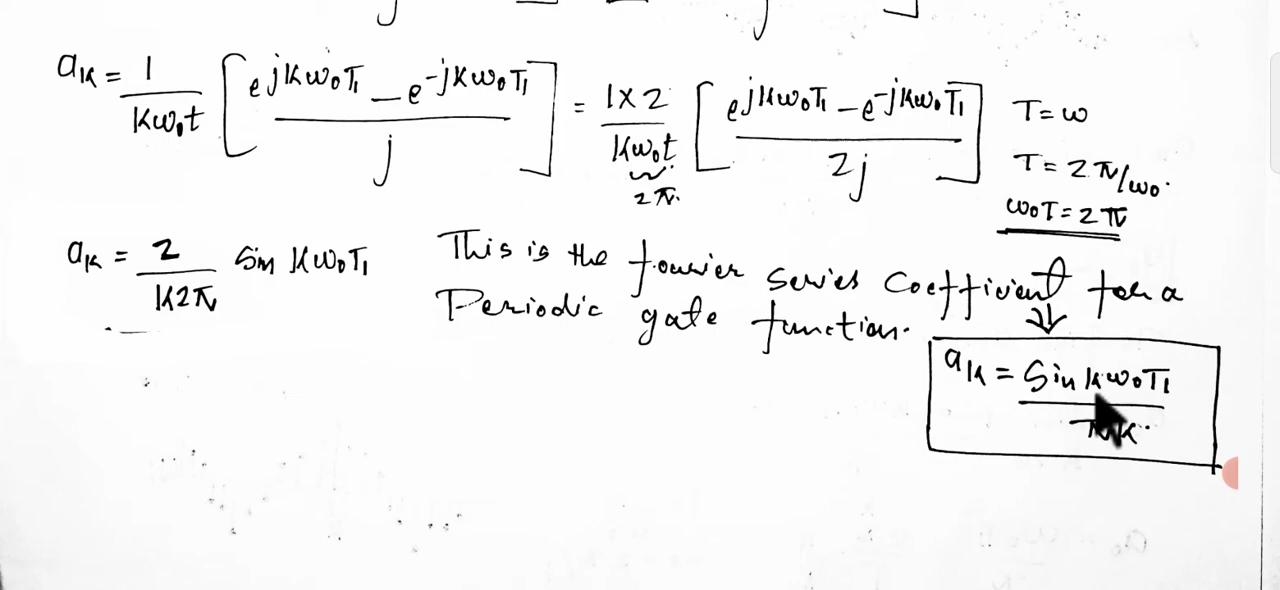 aₖ = 1/(kω₀t) [ (e^{jkω₀T₁} – e^{-jkω₀T₁})/j ] = (1×2)/(kω₀t) [ (e^{jkω₀T₁} – e^{-jkω₀T₁})/2j ]
2π.
T = ω
T = 2π/ω₀.
ω₀T = 2π
aₖ = 2/(k2π) Sin kω₀T₁
This is the fourier series Coefficient for a
Periodic gate function.
aₖ = Sin kω₀T₁/(πk).